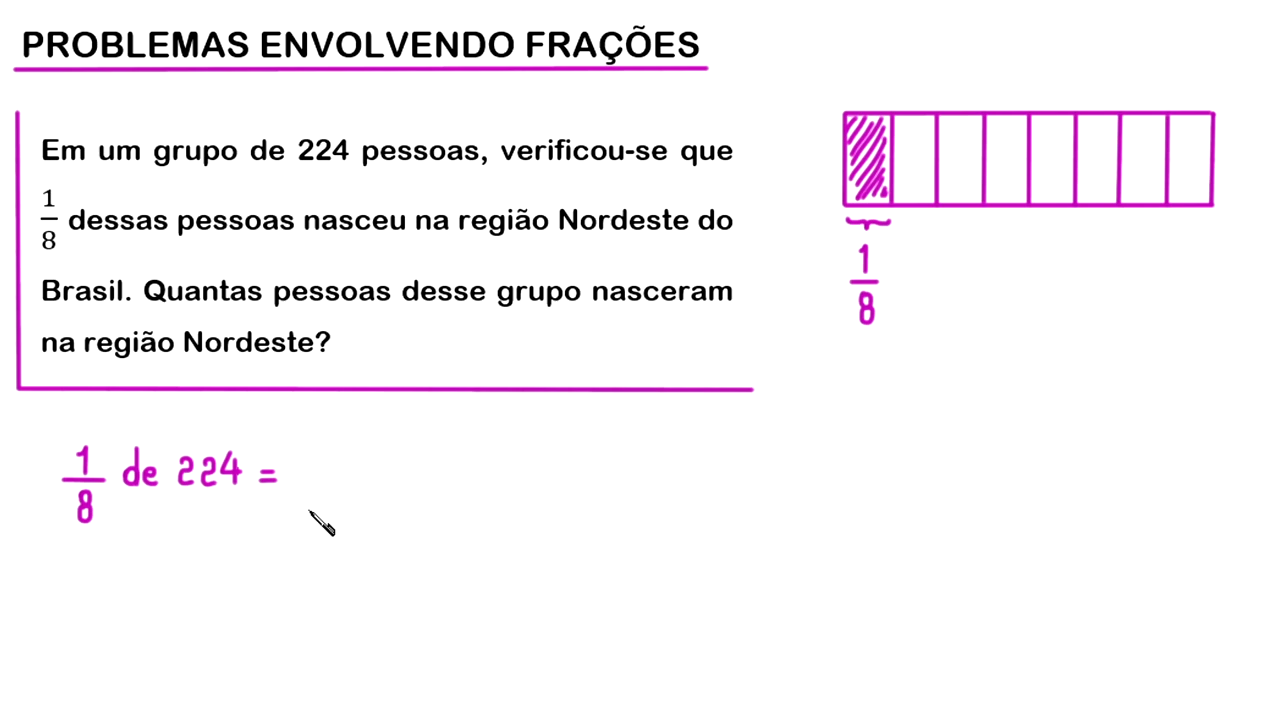 PROBLEMAS ENVOLVENDO FRAÇÕES
Em um grupo de 224 pessoas, verificou-se que
1/8 dessas pessoas nasceu na região Nordeste do
Brasil. Quantas pessoas desse grupo nasceram
na região Nordeste?
1/8
1/8 de 224 =